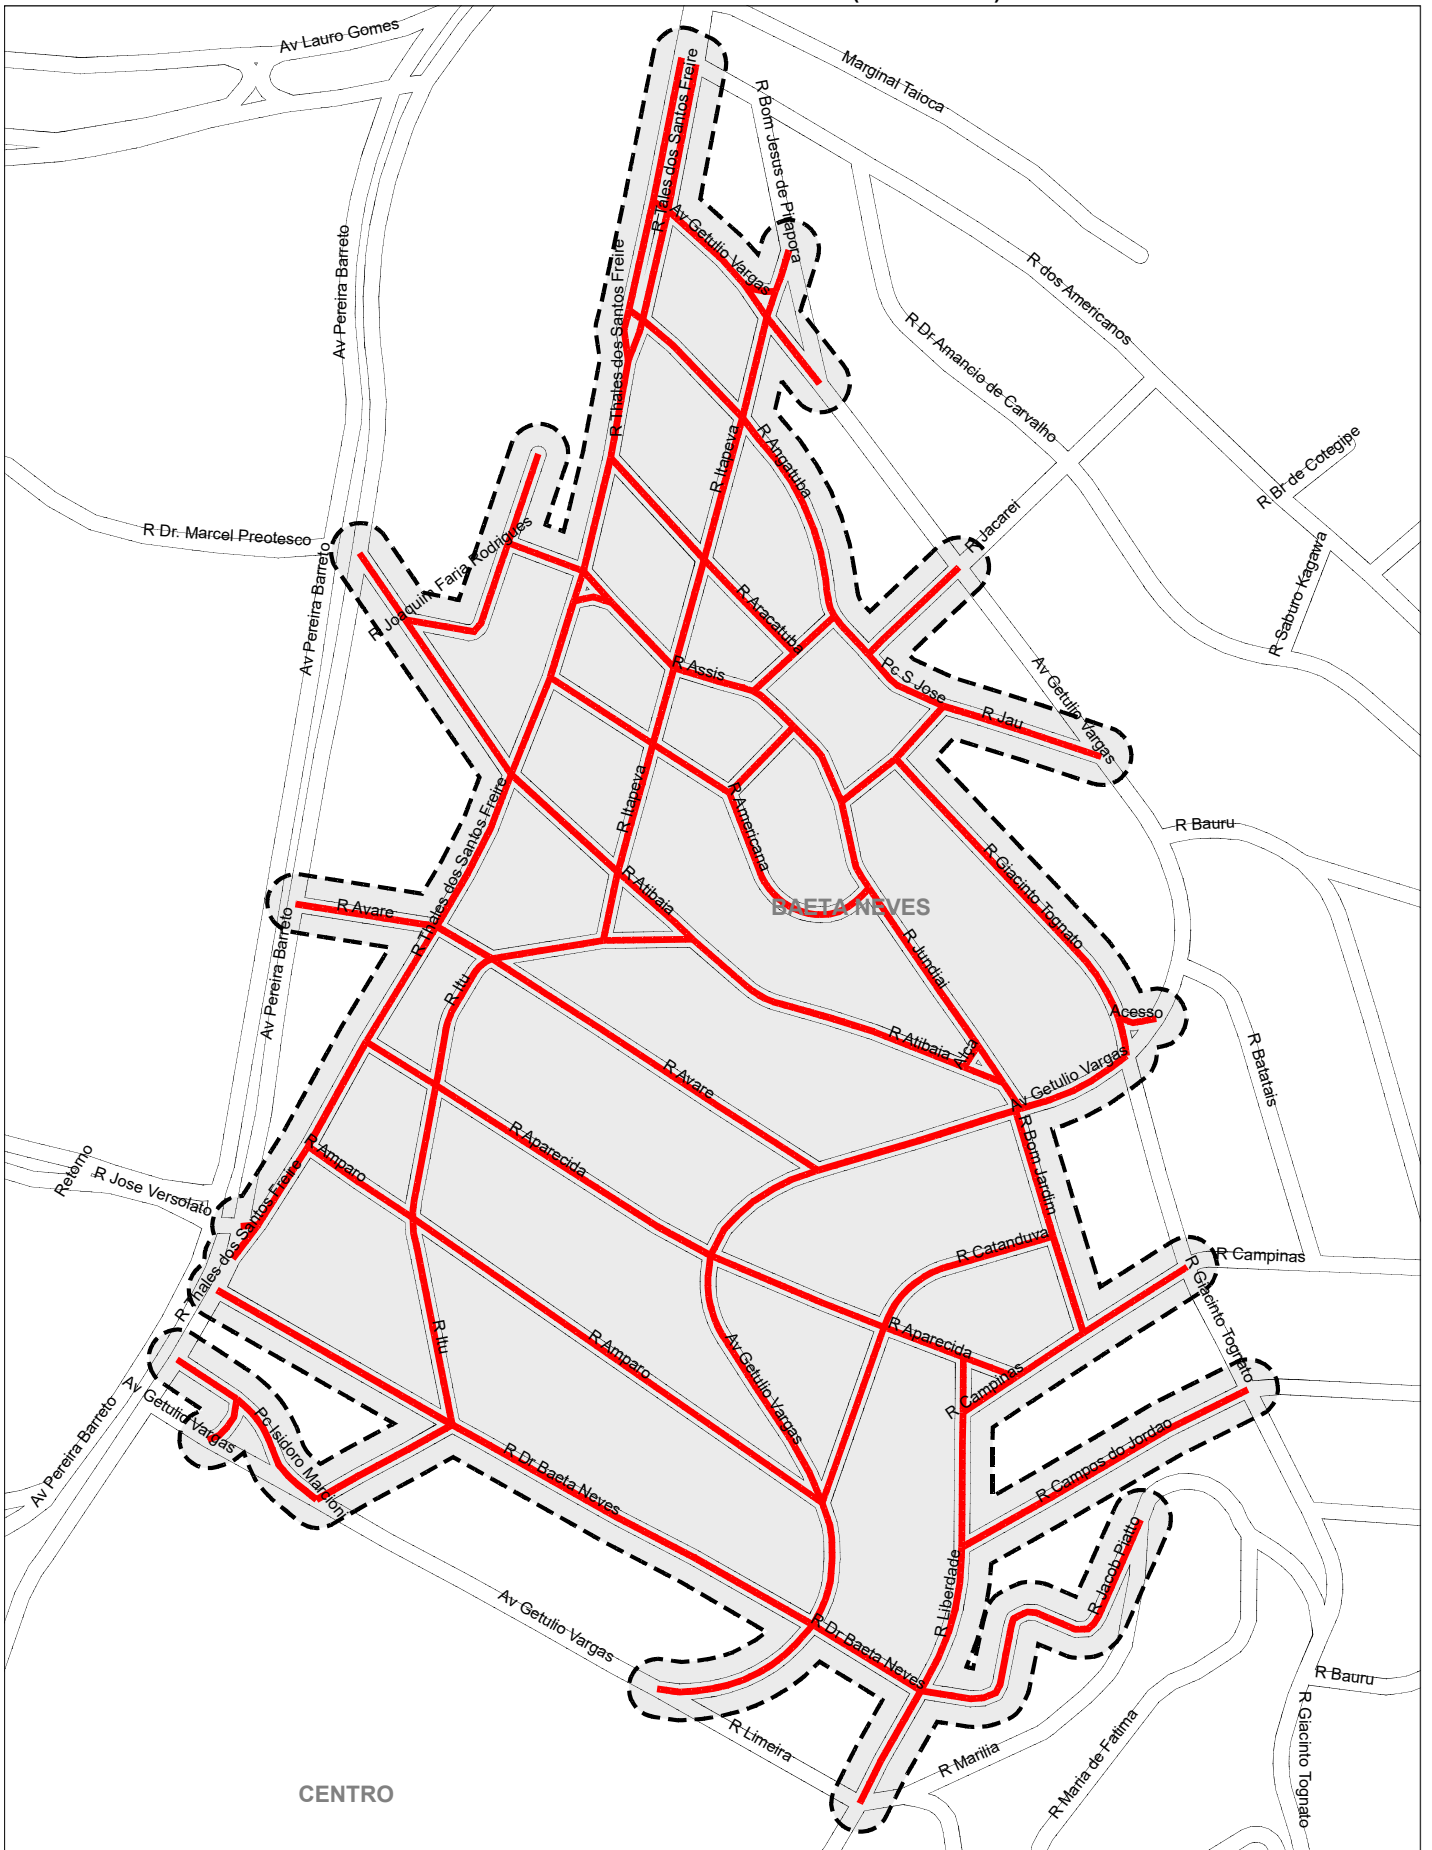 Av Lauro Gomes
Marginal Taioca
R Tales dos Santos Freire
R Bom Jesus de Pirapora
Av Getulio Vargas
Av Pereira Barreto
R Thales dos Santos Freire
R dos Americanos
R Dr Amancio de Carvalho
R Itapeva
R Angatuba
R Br de Cotegipe
R Dr. Marcel Preotesco
R Joaquim Faria Rodrigues
R Jacarei
R Saburo Kagawa
Av Pereira Barreto
R Aracatuba
R Assis
Pc S Jose
Av Getulio Vargas
R Jau
R Itapeva
R Americana
R Thales dos Santos Freire
R Bauru
R Atibaia
R Giacinto Tognato
R Avare
BAETA NEVES
Av Pereira Barreto
R Itu
R Jundiai
Acesso
R Atibaia
Alca
R Avare
Av Getulio Vargas
R Batatais
R Aparecida
R Bom Jardim
R Amparo
Retorno
R Jose Versolato
R Thales dos Santos Freire
R Catanduva
R Campinas
R Giacinto Tognato
R Itu
R Amparo
Av Getulio Vargas
R Aparecida
R Campinas
Av Getulio Vargas
Pc Isidoro Marcion
Av Pereira Barreto
R Dr Baeta Neves
R Campos do Jordao
R Jacob Piatto
R Liberdade
Av Getulio Vargas
R Dr Baeta Neves
R Bauru
R Giacinto Tognato
R Limeira
R Marilia
R Maria de Fatima
CENTRO